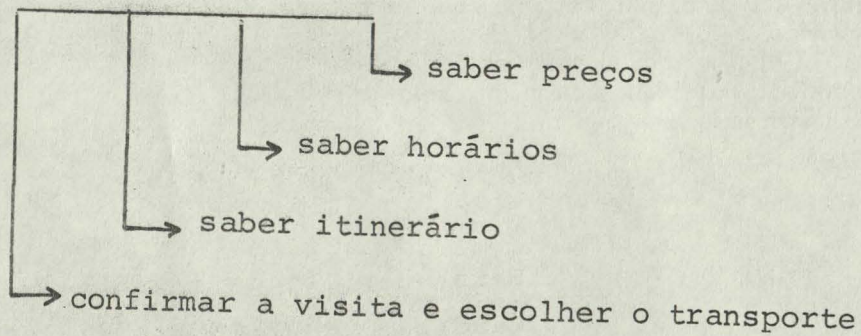 saber preços
saber horários
saber itinerário
confirmar a visita e escolher o transporte